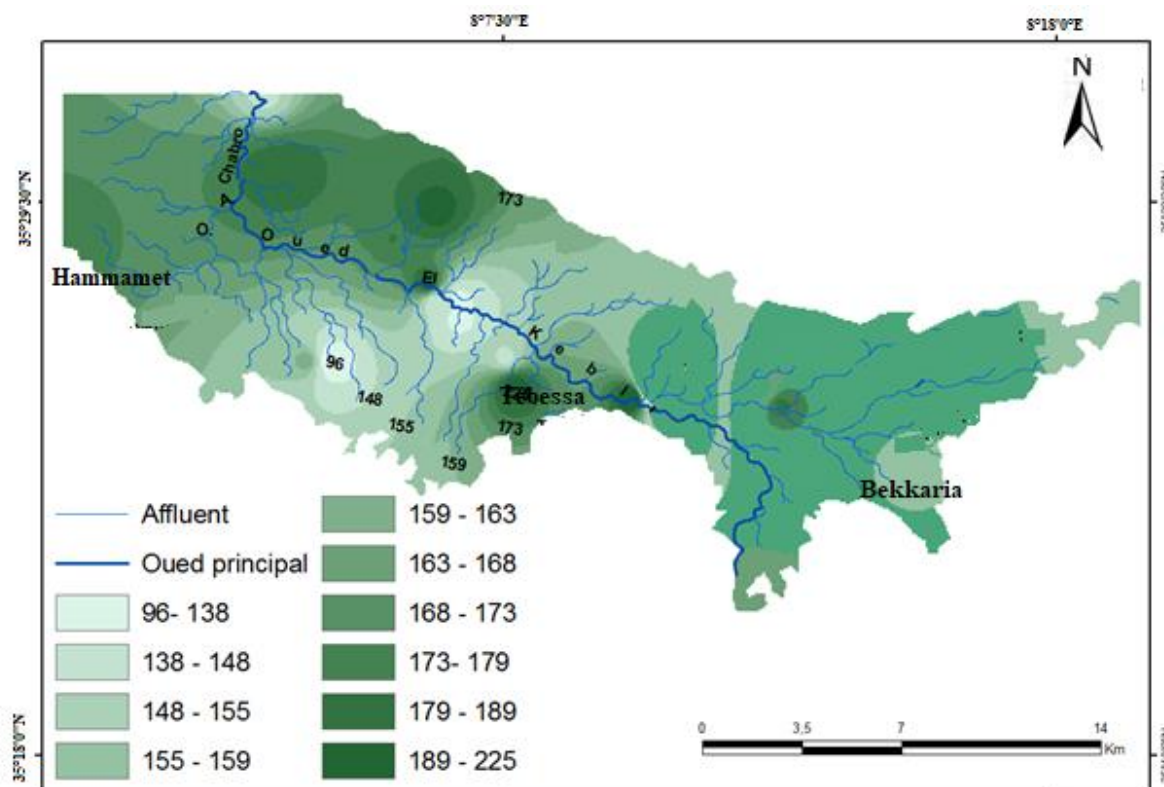 8°7'30"E
8°18'0"E
N
35°29'30"N
Chabro
A
O.
Oued
El
Kebir
173
Hammamet
96
148
155
159
173
Tebessa
Bekkaria
Affluent
Oued principal
96- 138
138 - 148
148 - 155
155 - 159
159 - 163
163 - 168
168 - 173
173- 179
179 - 189
189 - 225
0 3,5 7 14
Km
35°18'0"N